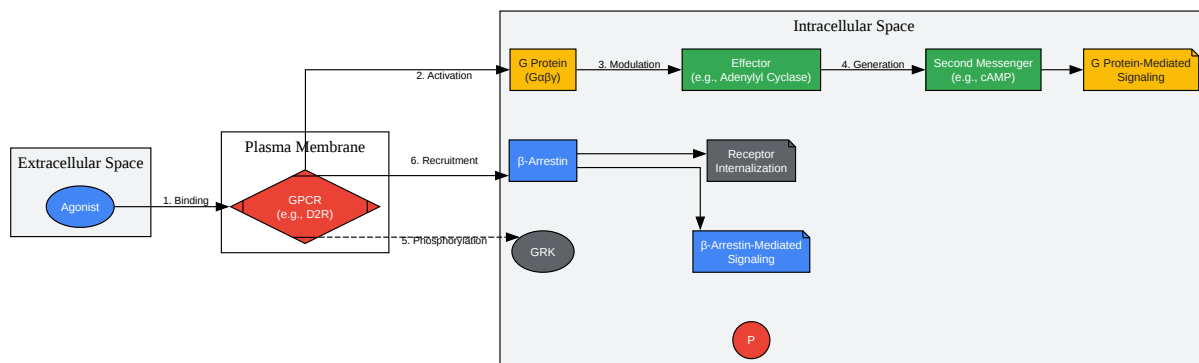 Intracellular Space
G Protein
(Gαβγ)
2. Activation
3. Modulation
Effector
(e.g., Adenylyl Cyclase)
4. Generation
Second Messenger
(e.g., cAMP)
G Protein-Mediated
Signaling
Extracellular Space
Agonist
1. Binding
Plasma Membrane
GPCR
(e.g., D2R)
6. Recruitment
β-Arrestin
Receptor
Internalization
5. Phosphorylation
GRK
β-Arrestin-Mediated
Signaling
P